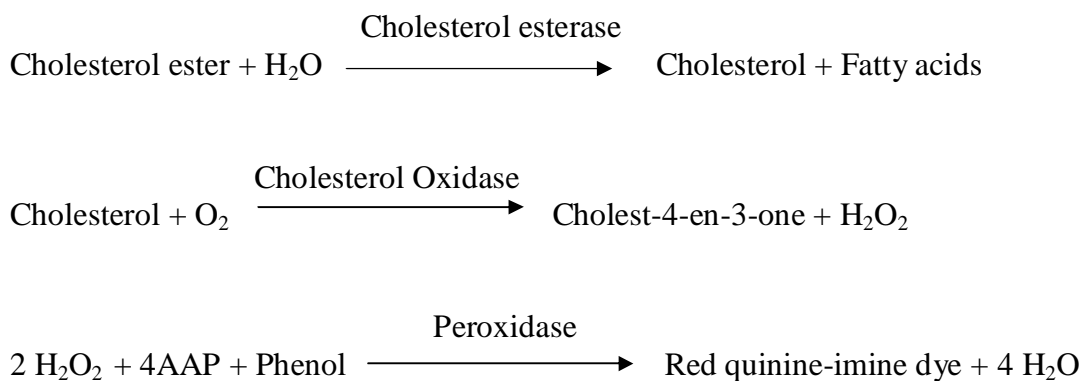 Cholesterol esterase
Cholesterol ester + H₂O Cholesterol + Fatty acids
Cholesterol Oxidase
Cholesterol + O₂ Cholest-4-en-3-one + H₂O₂
Peroxidase
2 H₂O₂ + 4AAP + Phenol Red quinine-imine dye + 4 H₂O